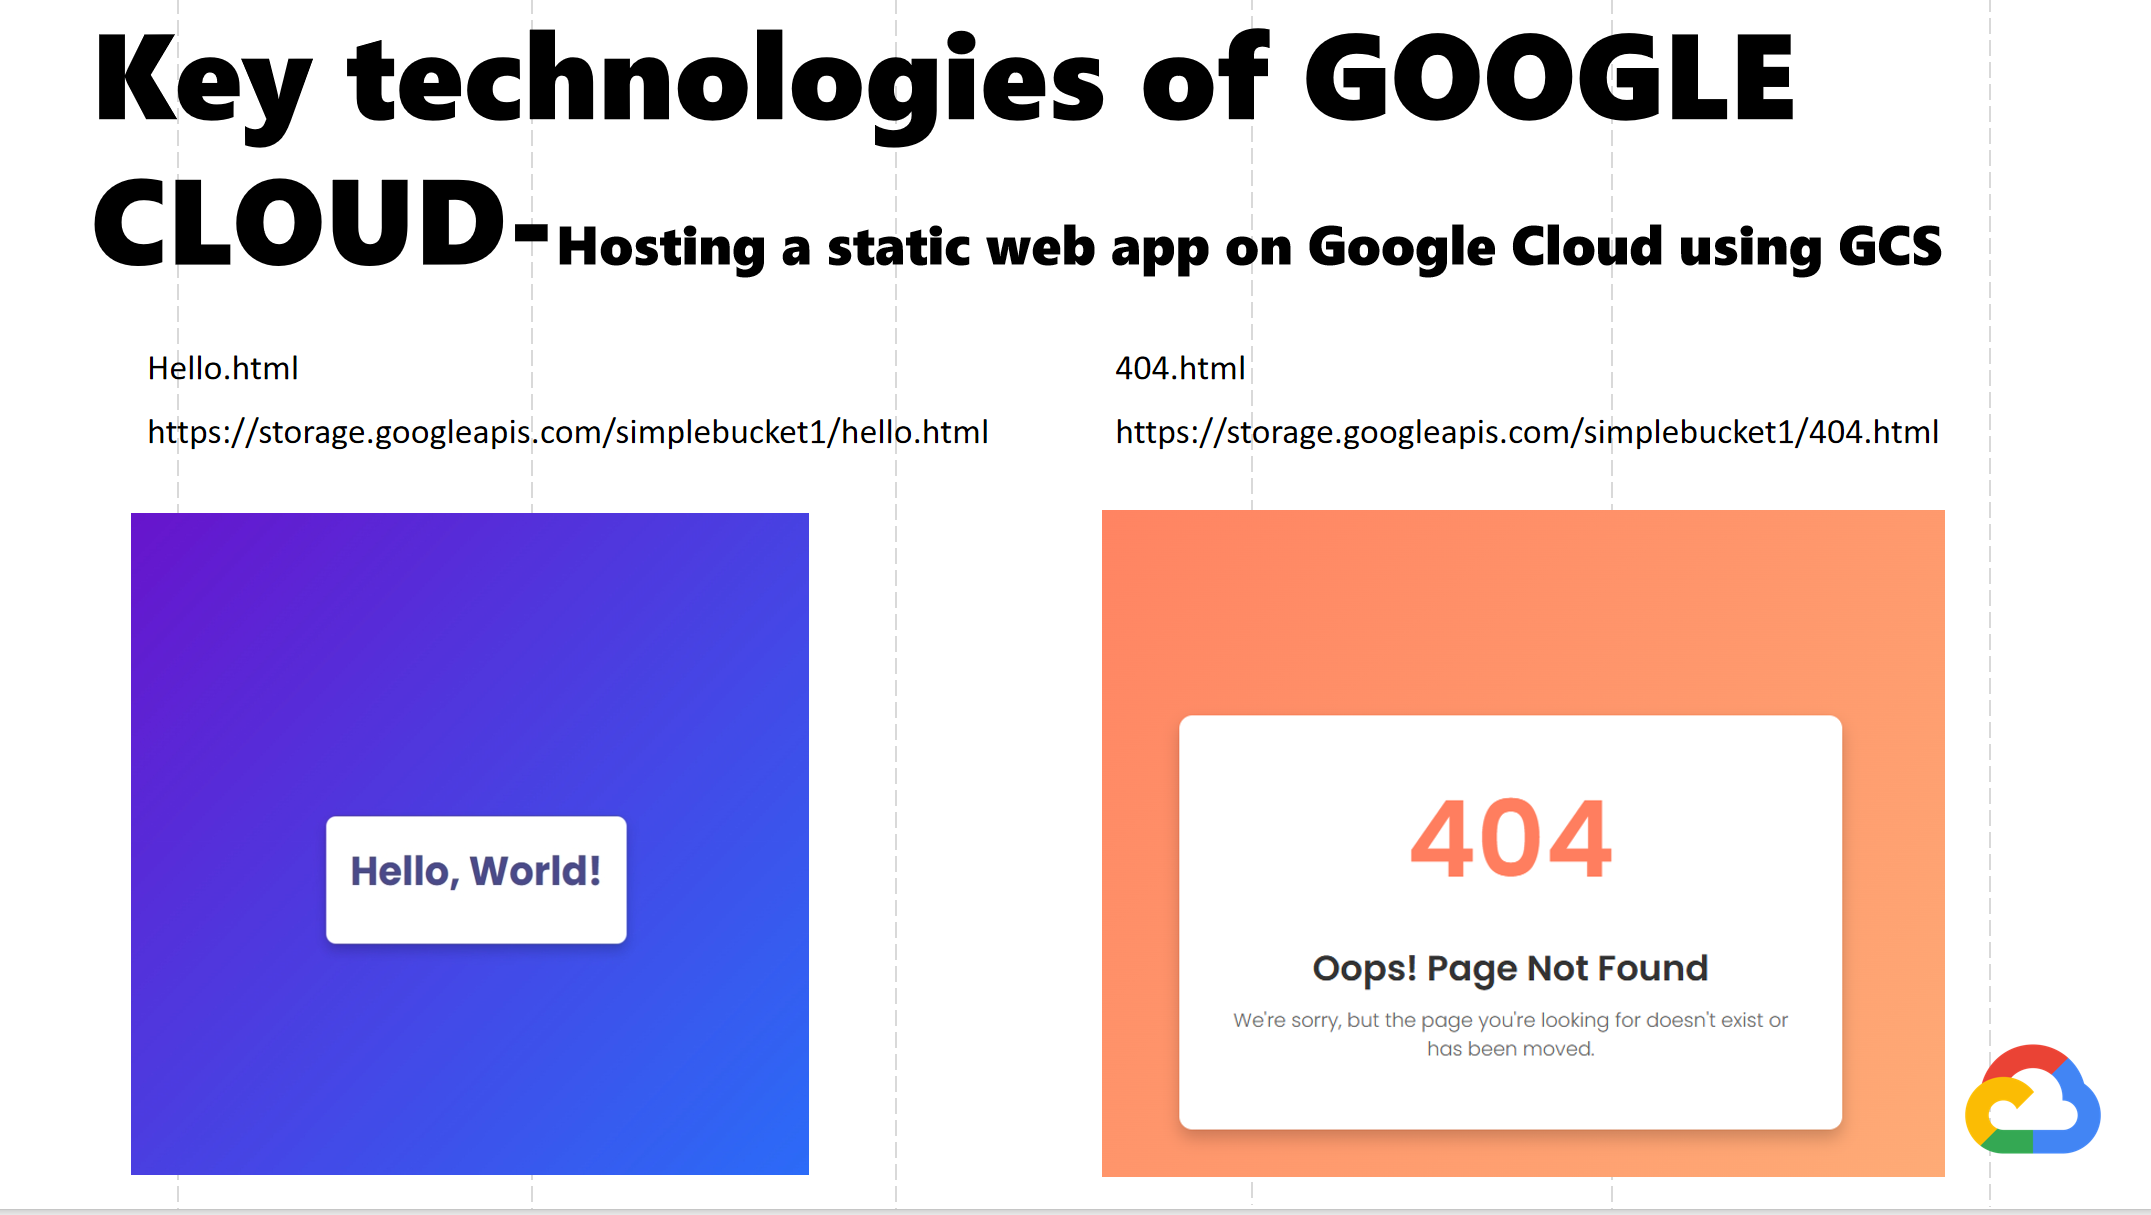 Key technologies of GOOGLE
CLOUD-Hosting a static web app on Google Cloud using GCS
Hello.html
https://storage.googleapis.com/simplebucket1/hello.html
404.html
https://storage.googleapis.com/simplebucket1/404.html
Hello, World!
404
Oops! Page Not Found
We're sorry, but the page you're looking for doesn't exist or
has been moved.